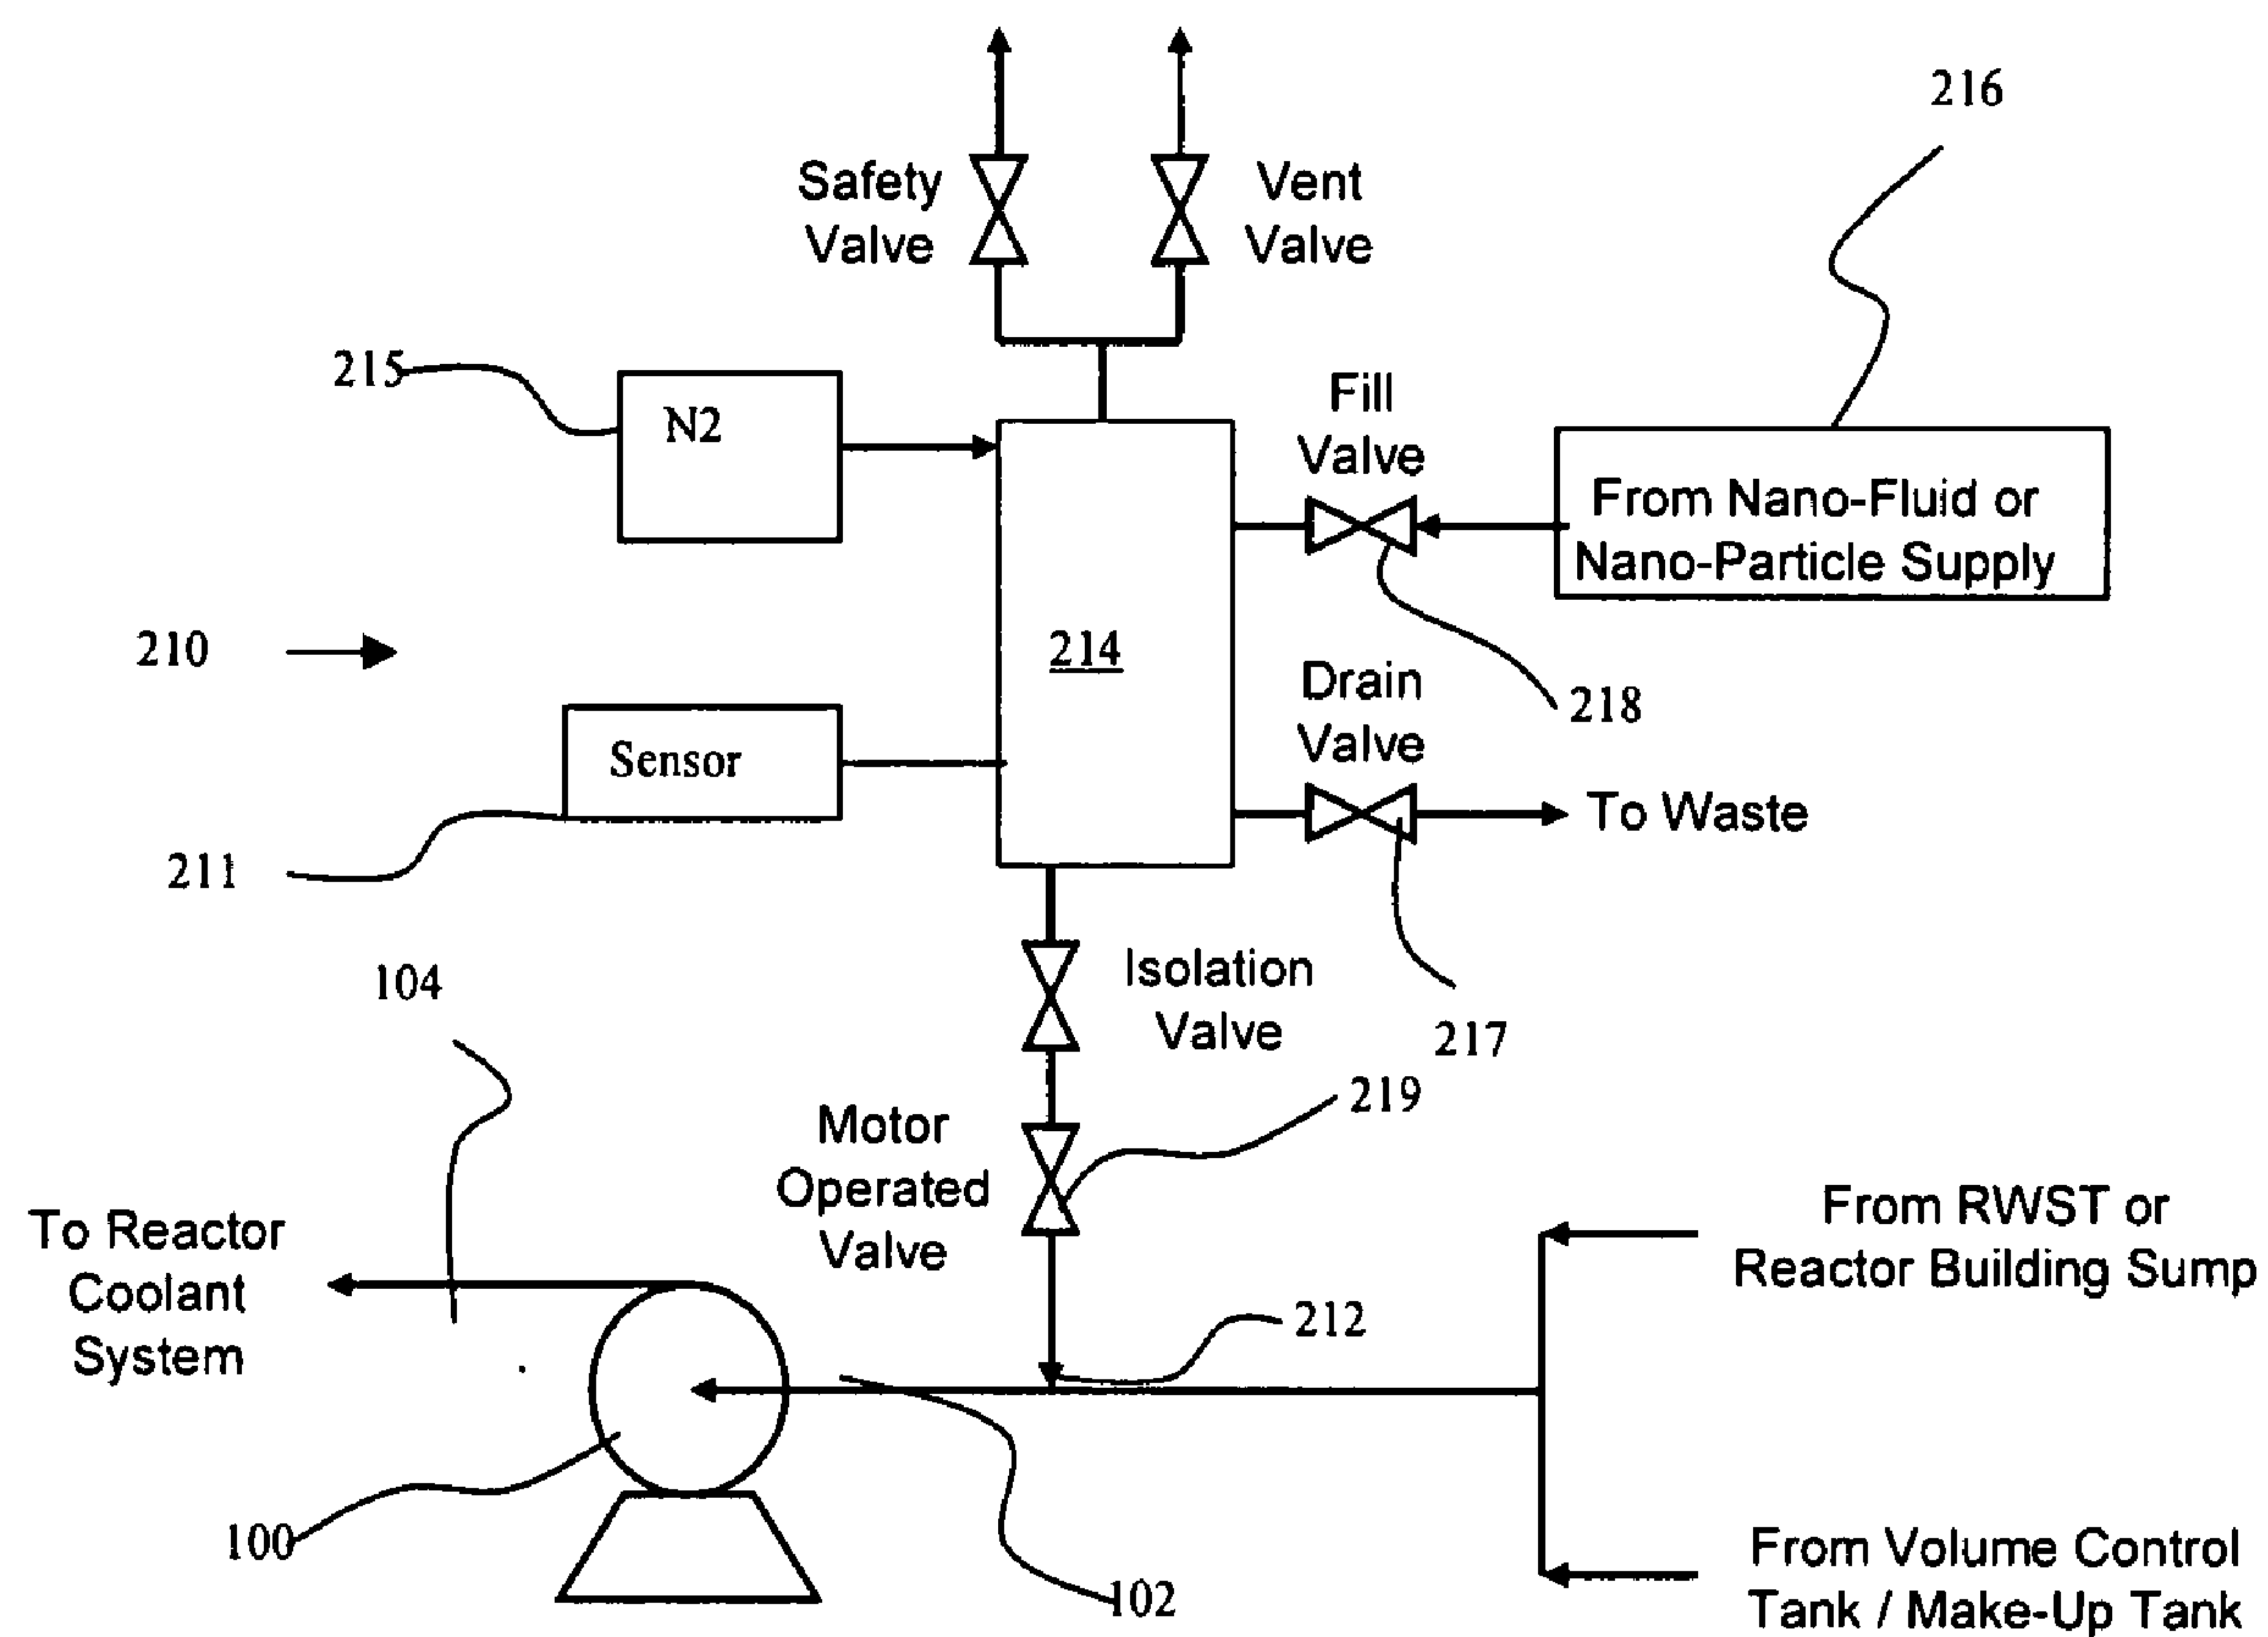 216
Safety
Valve
Vent
Valve
215
N2
Fill
Valve
From Nano-Fluid or
Nano-Particle Supply
210
214
218
Drain
Valve
Sensor
To Waste
211
104
Isolation
Valve
217
219
Motor
Operated
Valve
To Reactor
Coolant
System
From RWST or
Reactor Building Sump
212
100
102
From Volume Control
Tank / Make-Up Tank